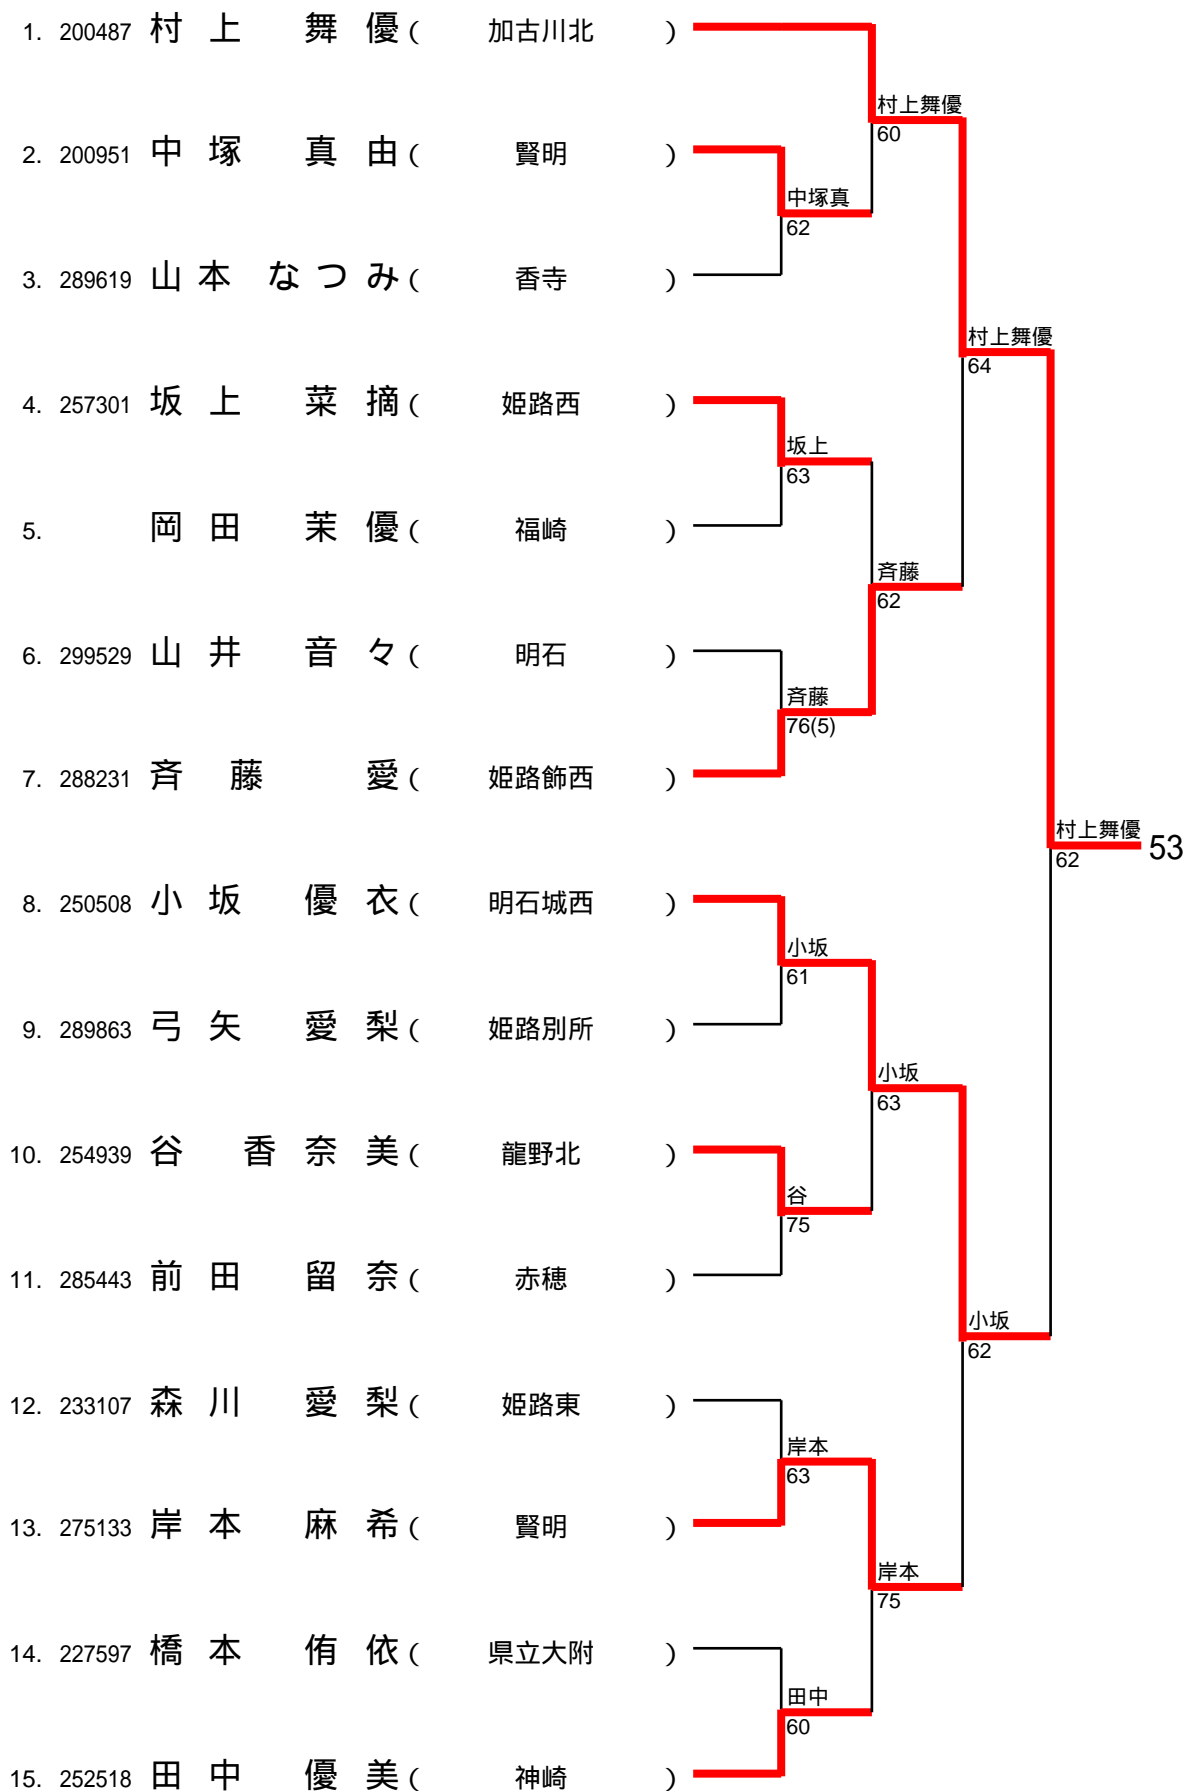 1. 200487 村上 舞優 ( 加古川北 )
村上舞優
60
2. 200951 中塚 真由 ( 賢明 )
中塚真
62
3. 289619 山本 なつみ ( 香寺 )
村上舞優
64
4. 257301 坂上 菜摘 ( 姫路西 )
坂上
63
5. 岡田 茉優 ( 福崎 )
斉藤
62
6. 299529 山井 音々 ( 明石 )
斉藤
76(5)
7. 288231 斉藤 愛 ( 姫路飾西 )
村上舞優
62
53
8. 250508 小坂 優衣 ( 明石城西 )
小坂
61
9. 289863 弓矢 愛梨 ( 姫路別所 )
小坂
63
10. 254939 谷 香奈美 ( 龍野北 )
谷
75
11. 285443 前田 留奈 ( 赤穂 )
小坂
62
12. 233107 森川 愛梨 ( 姫路東 )
岸本
63
13. 275133 岸本 麻希 ( 賢明 )
岸本
75
14. 227597 橋本 侑依 ( 県立大附 )
田中
60
15. 252518 田中 優美 ( 神崎 )